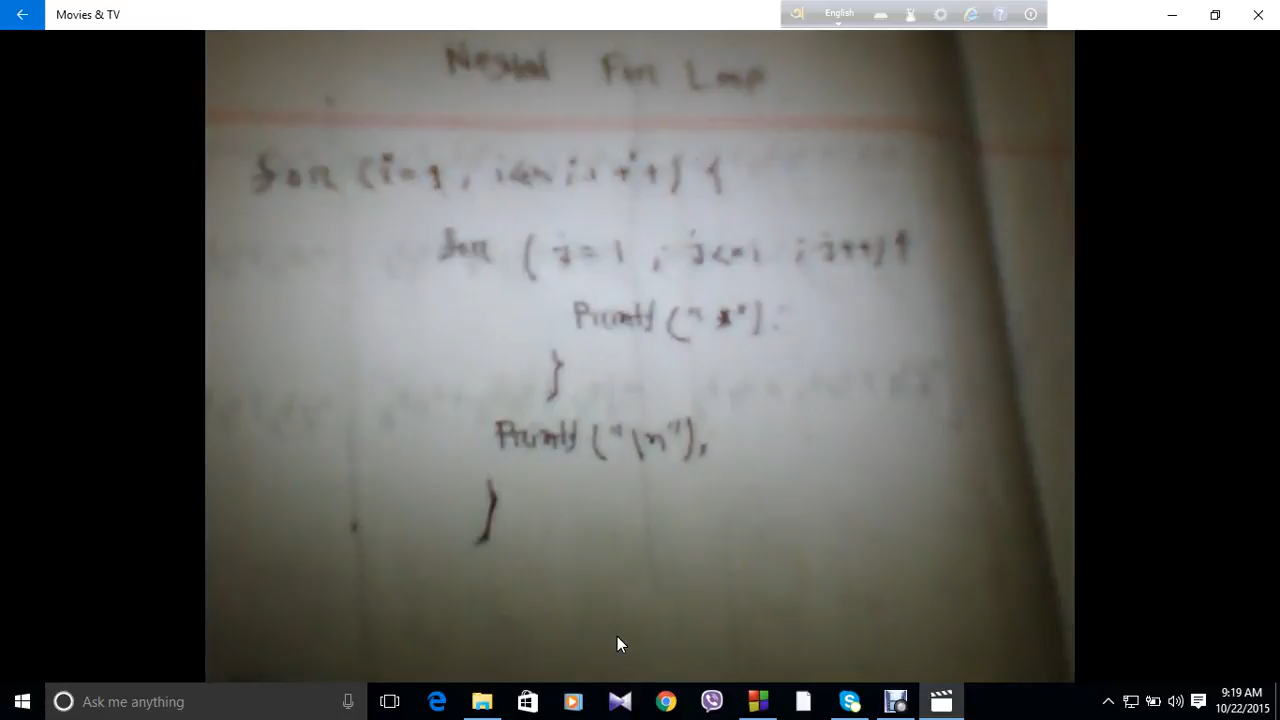 Movies & TV
অ English
Nested For Loop
for (i=1 ; i<=n ; i++) {
for (j=1 ; j<=i ; j++) {
Printf ("*");
}
Printf ("\n");
}
Ask me anything
9:19 AM
10/22/2015